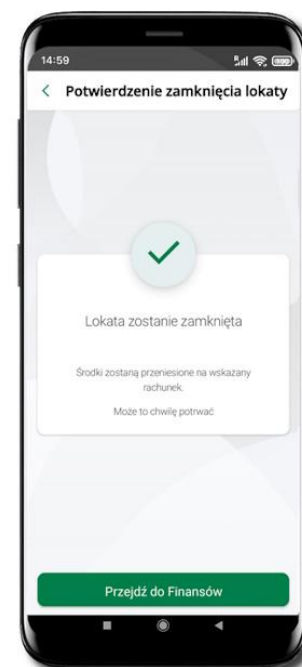 14:59
Potwierdzenie zamknięcia lokaty
Lokata zostanie zamknięta
Środki zostaną przeniesione na wskazany
rachunek.
Może to chwilę potrwać
Przejdź do Finansów